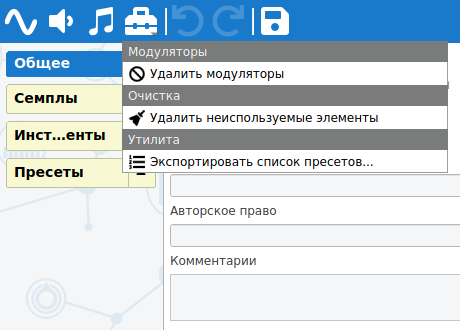 Модуляторы
Общее
Удалить модуляторы
Семплы
Очистка
Удалить неиспользуемые элементы
Инст...енты
Утилита
Экспортировать список пресетов...
Пресеты
Авторское право
Комментарии